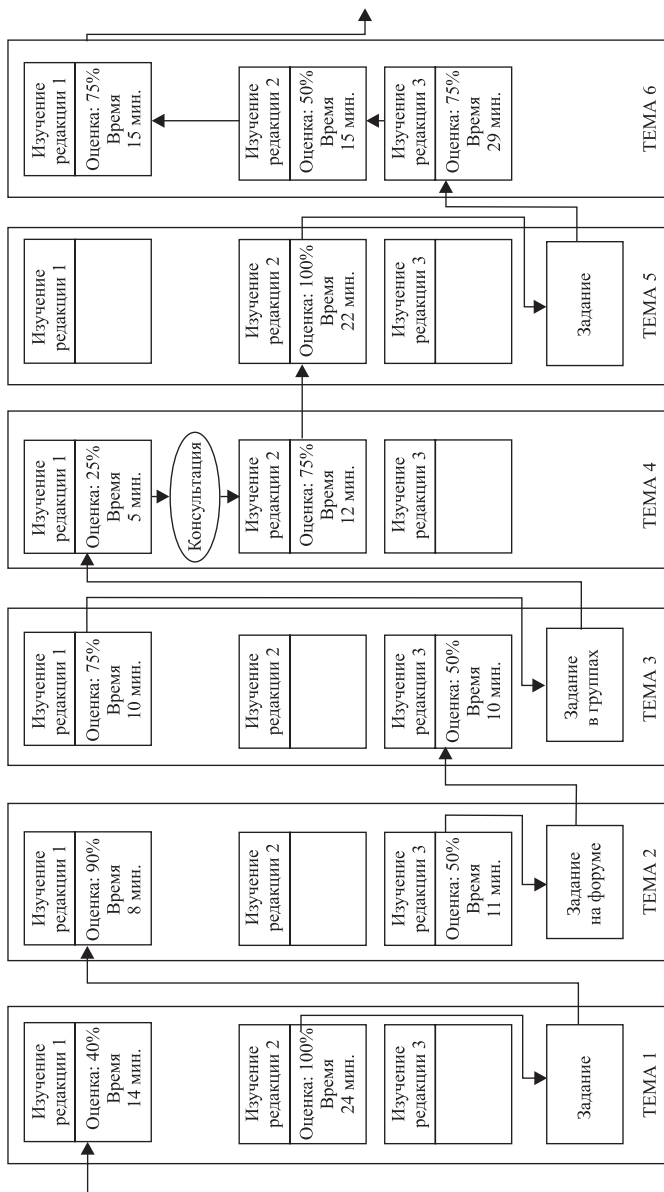 Изучение
редакции 1
Оценка: 40%
Время
14 мин.
Изучение
редакции 2
Оценка: 100%
Время
24 мин.
Изучение
редакции 3
Задание
ТЕМА 1
Изучение
редакции 1
Оценка: 90%
Время
8 мин.
Изучение
редакции 2
Изучение
редакции 3
Оценка: 50%
Время
11 мин.
Задание
на форуме
ТЕМА 2
Изучение
редакции 1
Оценка: 75%
Время
10 мин.
Изучение
редакции 2
Изучение
редакции 3
Оценка: 50%
Время
10 мин.
Задание
в группах
ТЕМА 3
Изучение
редакции 1
Оценка: 25%
Время
5 мин.
Консультация
Изучение
редакции 2
Оценка: 75%
Время
12 мин.
Изучение
редакции 3
ТЕМА 4
Изучение
редакции 1
Изучение
редакции 2
Оценка: 100%
Время
22 мин.
Изучение
редакции 3
Задание
ТЕМА 5
Изучение
редакции 1
Оценка: 75%
Время
15 мин.
Изучение
редакции 2
Оценка: 50%
Время
15 мин.
Изучение
редакции 3
Оценка: 75%
Время
29 мин.
ТЕМА 6